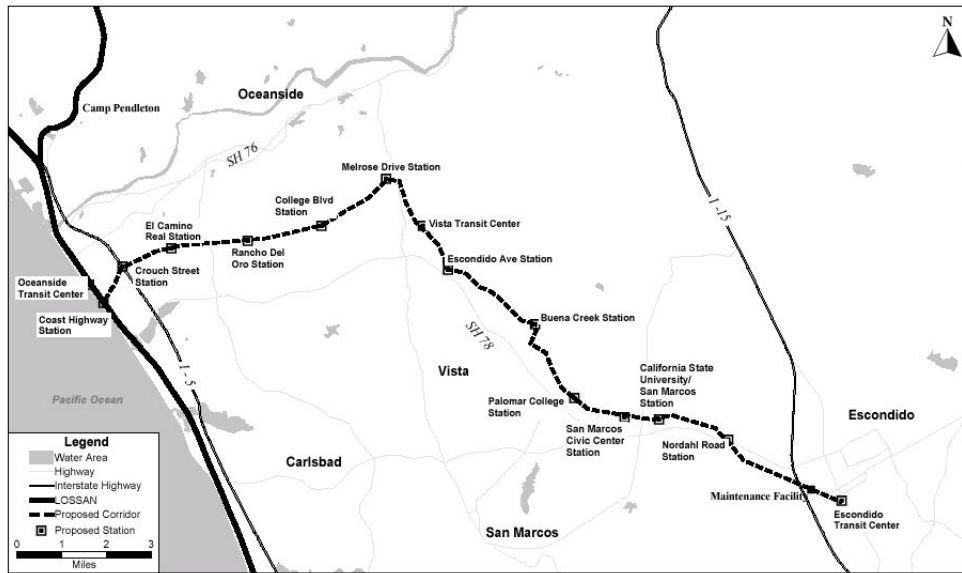 N
Oceanside
Camp Pendleton
SH 76
Melrose Drive Station
I -15
College Blvd
Station
El Camino
Real Station
Vista Transit Center
Rancho Del
Oro Station
Escondido Ave Station
Crouch Street
Station
Oceanside
Transit Center
Coast Highway
Station
Buena Creek Station
SH 78
I - 5
California State
University/
San Marcos
Station
Vista
Pacific Ocean
Palomar College
Station
Escondido
San Marcos
Civic Center
Station
Nordahl Road
Station
Carlsbad
Maintenance Facility
Escondido
Transit Center
San Marcos
Legend
Water Area
Highway
Interstate Highway
LOSSAN
Proposed Corridor
Proposed Station
0 1 2 3
Miles